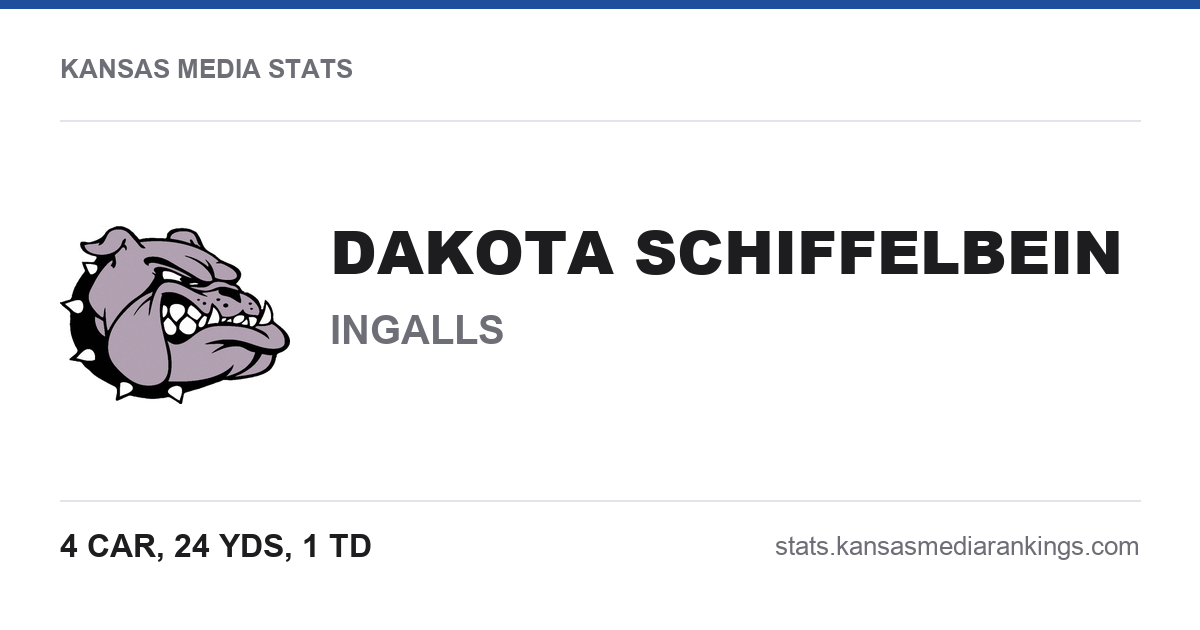 KANSAS MEDIA STATS
DAKOTA SCHIFFELBEIN
INGALLS
4 CAR, 24 YDS, 1 TD
stats.kansasmediarankings.com